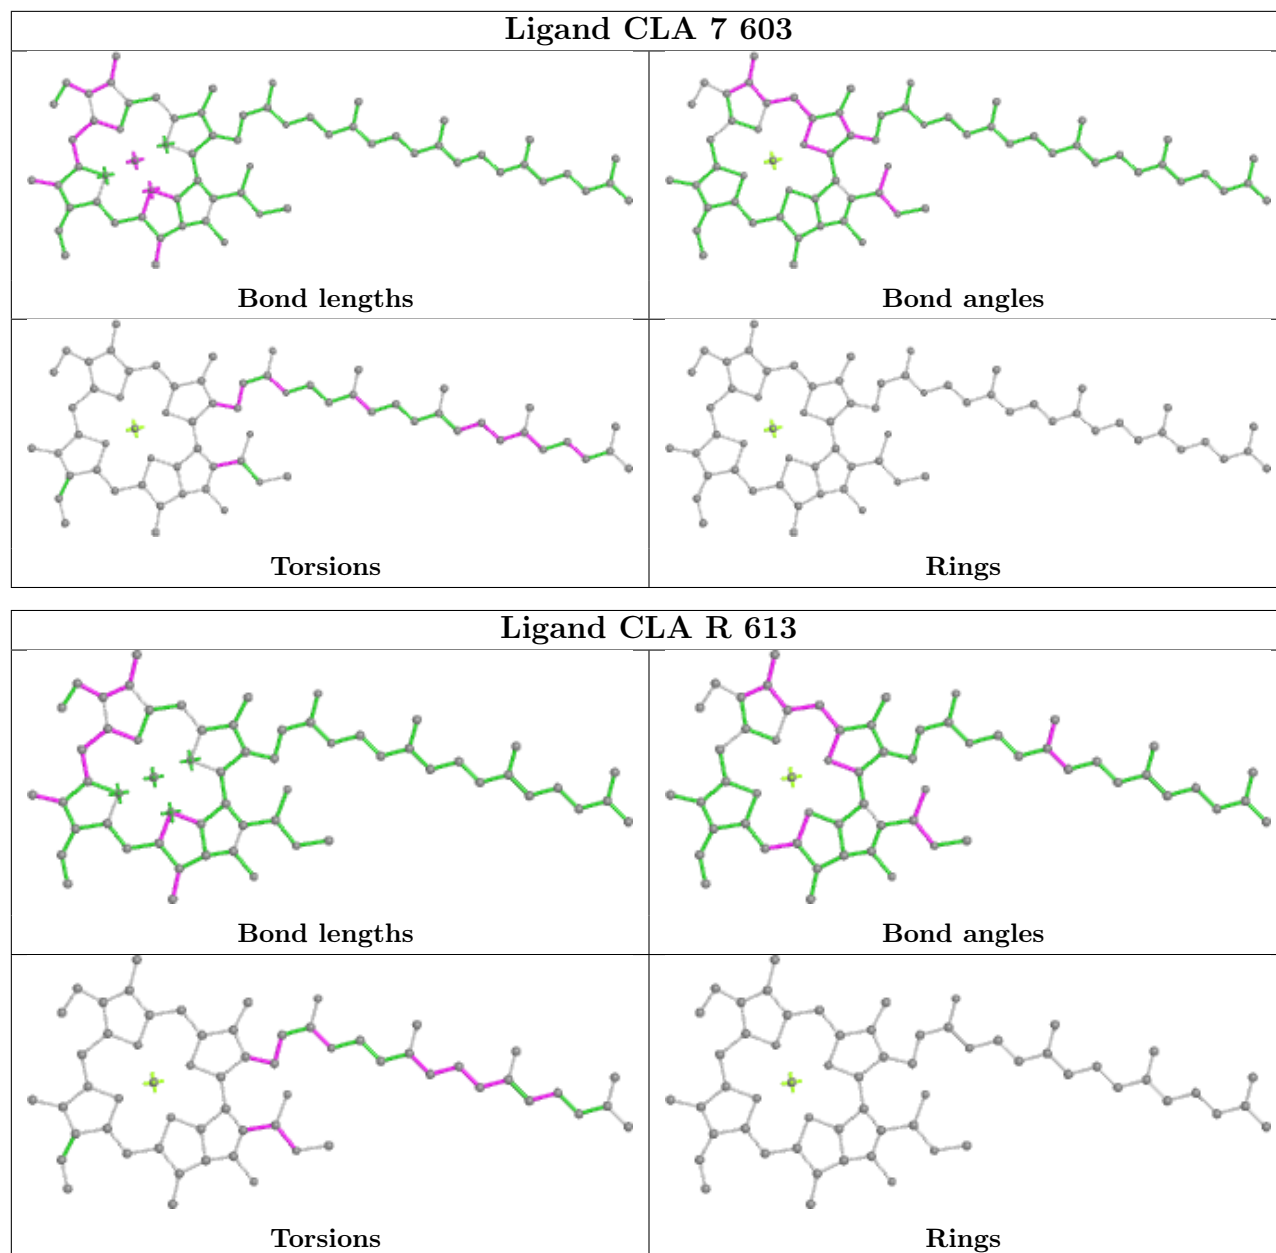 Ligand CLA 7 603
Bond lengths
Bond angles
Torsions
Rings
Ligand CLA R 613
Bond lengths
Bond angles
Torsions
Rings